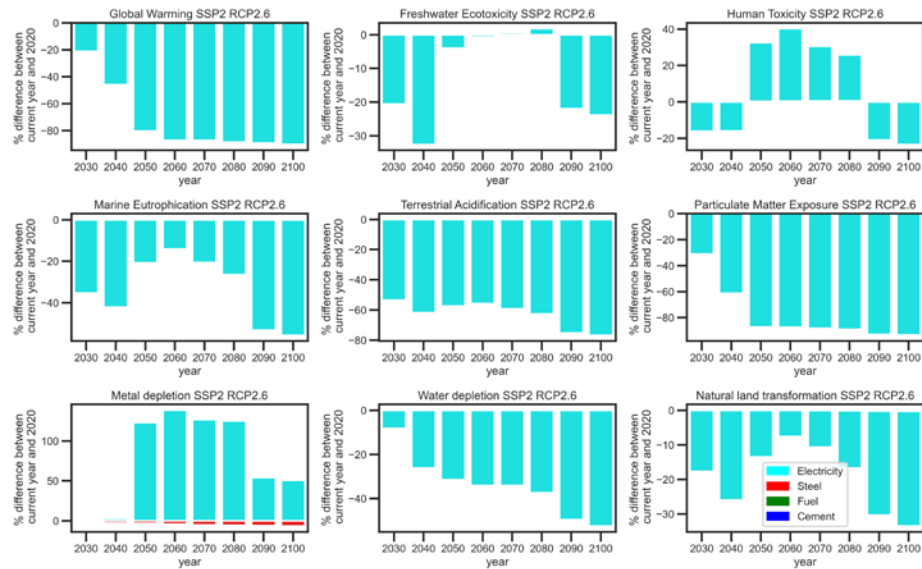 Global Warming SSP2 RCP2.6
% difference between
current year and 2020
0
−20
−40
−60
−80
2030 2040 2050 2060 2070 2080 2090 2100
year
Freshwater Ecotoxicity SSP2 RCP2.6
% difference between
current year and 2020
0
−10
−20
−30
2030 2040 2050 2060 2070 2080 2090 2100
year
Human Toxicity SSP2 RCP2.6
% difference between
current year and 2020
40
20
0
−20
2030 2040 2050 2060 2070 2080 2090 2100
year
Marine Eutrophication SSP2 RCP2.6
% difference between
current year and 2020
0
−20
−40
2030 2040 2050 2060 2070 2080 2090 2100
year
Terrestrial Acidification SSP2 RCP2.6
% difference between
current year and 2020
0
−20
−40
−60
−80
2030 2040 2050 2060 2070 2080 2090 2100
year
Particulate Matter Exposure SSP2 RCP2.6
% difference between
current year and 2020
0
−20
−40
−60
−80
2030 2040 2050 2060 2070 2080 2090 2100
year
Metal depletion SSP2 RCP2.6
% difference between
current year and 2020
100
50
0
2030 2040 2050 2060 2070 2080 2090 2100
year
Water depletion SSP2 RCP2.6
% difference between
current year and 2020
0
−20
−40
2030 2040 2050 2060 2070 2080 2090 2100
year
Natural land transformation SSP2 RCP2.6
% difference between
current year and 2020
0
−10
−20
−30
Electricity
Steel
Fuel
Cement
2030 2040 2050 2060 2070 2080 2090 2100
year